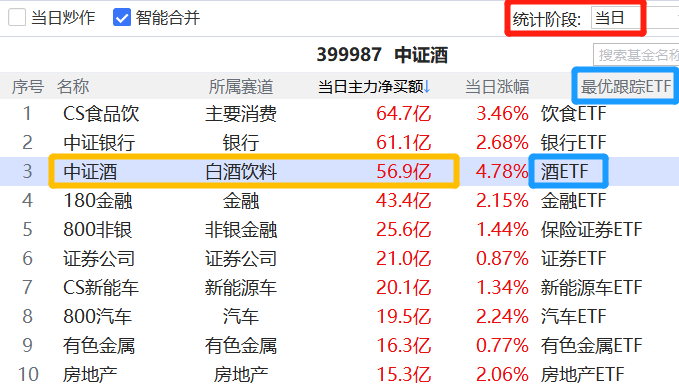 当日炒作 智能合并 统计阶段: 当日
399987 中证酒 搜索基金名称
序号 名称 所属赛道 当日主力净买额↓ 当日涨幅 最优跟踪ETF
1 CS食品饮 主要消费 64.7亿 3.46% 饮食ETF
2 中证银行 银行 61.1亿 2.68% 银行ETF
3 中证酒 白酒饮料 56.9亿 4.78% 酒ETF
4 180金融 金融 43.4亿 2.15% 金融ETF
5 800非银 非银金融 25.6亿 1.44% 保险证券ETF
6 证券公司 证券公司 21.0亿 0.87% 证券ETF
7 CS新能车 新能源车 20.1亿 1.34% 新能源车ETF
8 800汽车 汽车 19.5亿 2.24% 汽车ETF
9 有色金属 有色金属 16.3亿 0.77% 有色金属ETF
10 房地产 房地产 15.3亿 2.06% 房地产ETF